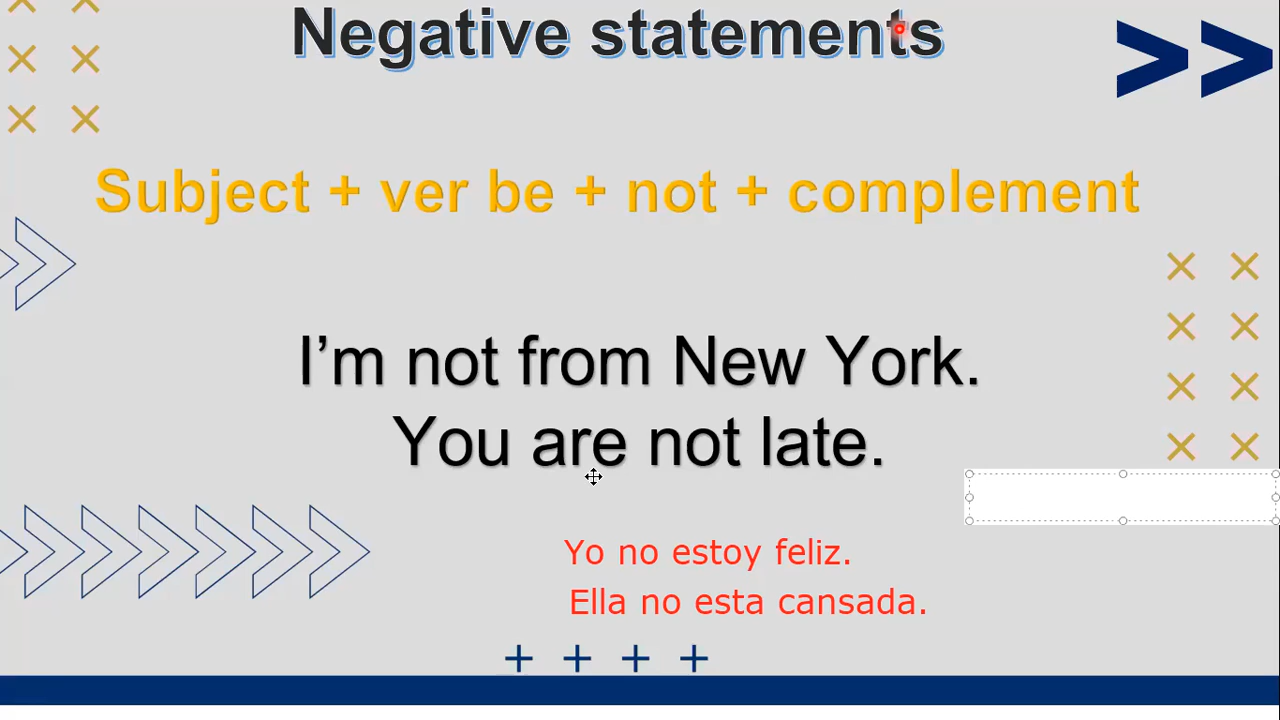 Negative statements
Subject + ver be + not + complement
I’m not from New York.
You are not late.
Yo no estoy feliz.
Ella no esta cansada.